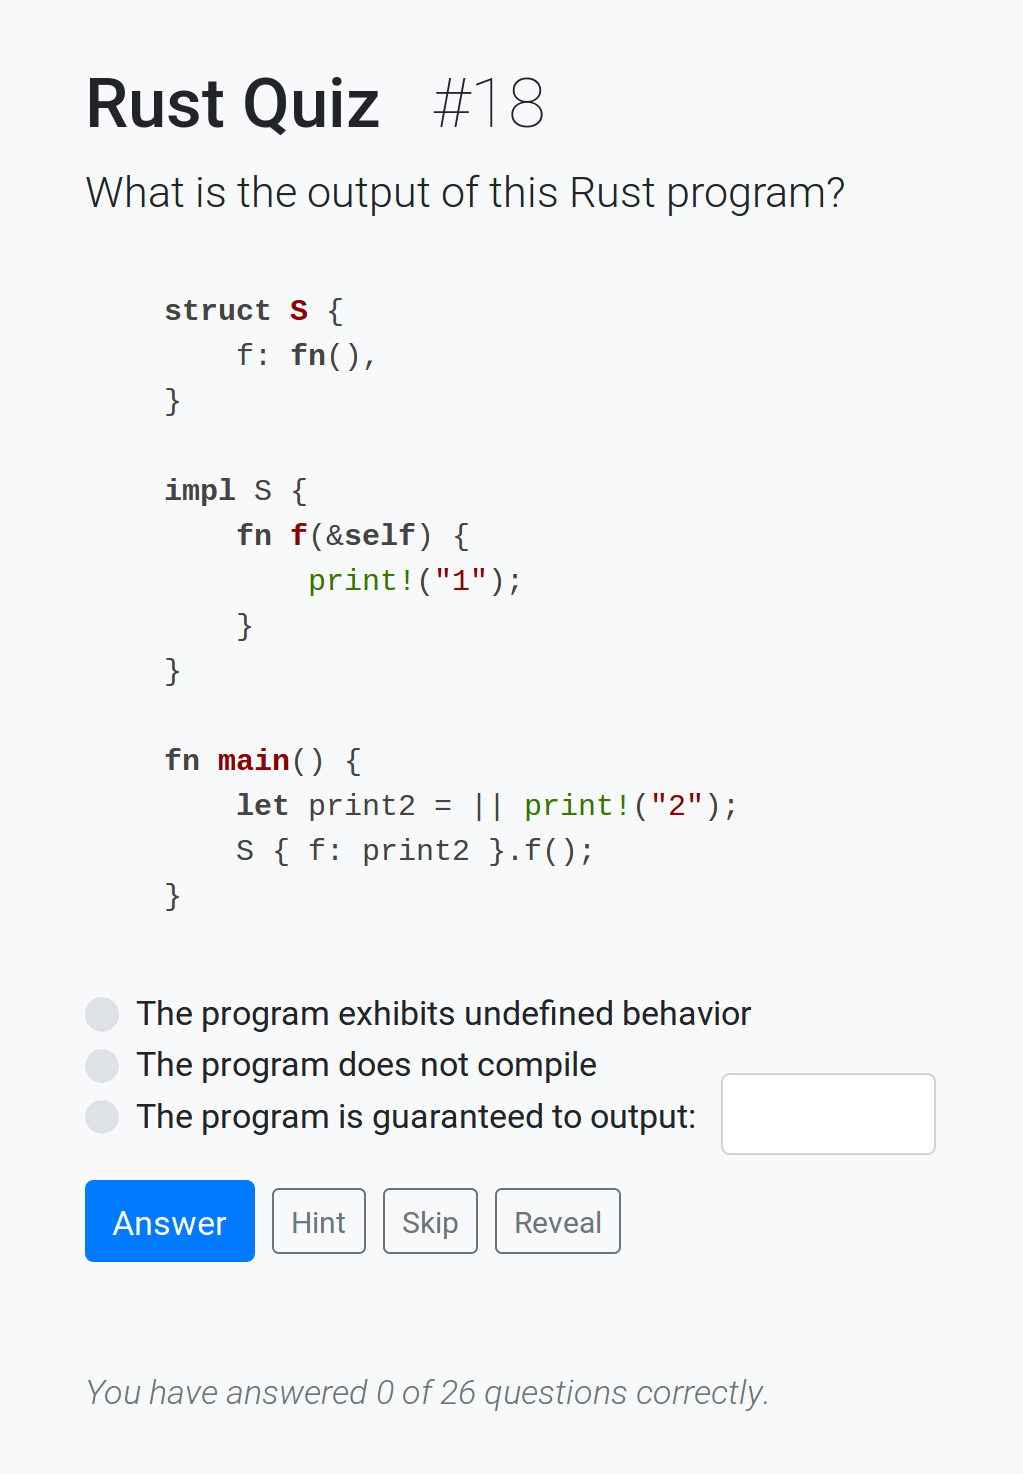 Rust Quiz #18
What is the output of this Rust program?
struct S {
    f: fn(),
}
impl S {
    fn f(&self) {
        print!("1");
    }
}
fn main() {
    let print2 = || print!("2");
    S { f: print2 }.f();
}
The program exhibits undefined behavior
The program does not compile
The program is guaranteed to output:
Answer Hint Skip Reveal
You have answered 0 of 26 questions correctly.